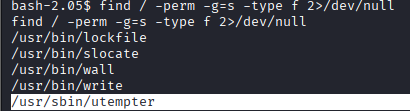 bash-2.05$ find / -perm -g=s -type f 2>/dev/null
find / -perm -g=s -type f 2>/dev/null
/usr/bin/lockfile
/usr/bin/slocate
/usr/bin/wall
/usr/bin/write
/usr/sbin/utempter